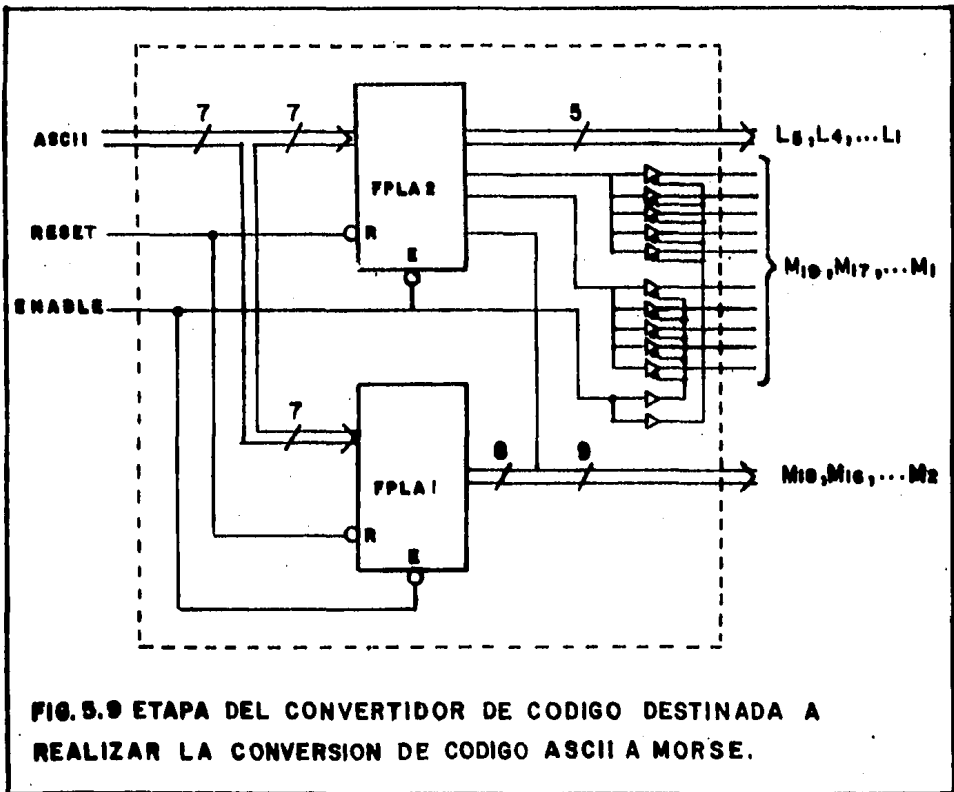 7
7
5
ASCII
L5, L4, ... L1
FPLA 2
RESET
R
E
M19, M17, ... M1
ENABLE
7
8
9
FPLA 1
M18, M16, ... M2
R
E
FIG. 5.9 ETAPA DEL CONVERTIDOR DE CODIGO DESTINADA A
REALIZAR LA CONVERSION DE CODIGO ASCII A MORSE.